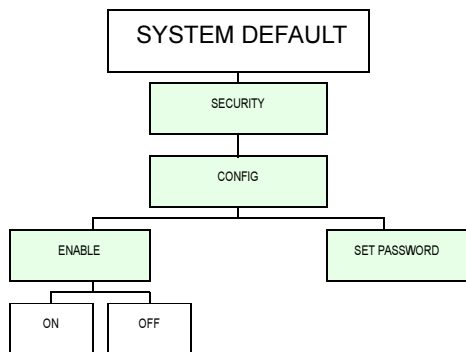 SYSTEM DEFAULT
SECURITY
CONFIG
ENABLE
SET PASSWORD
ON
OFF